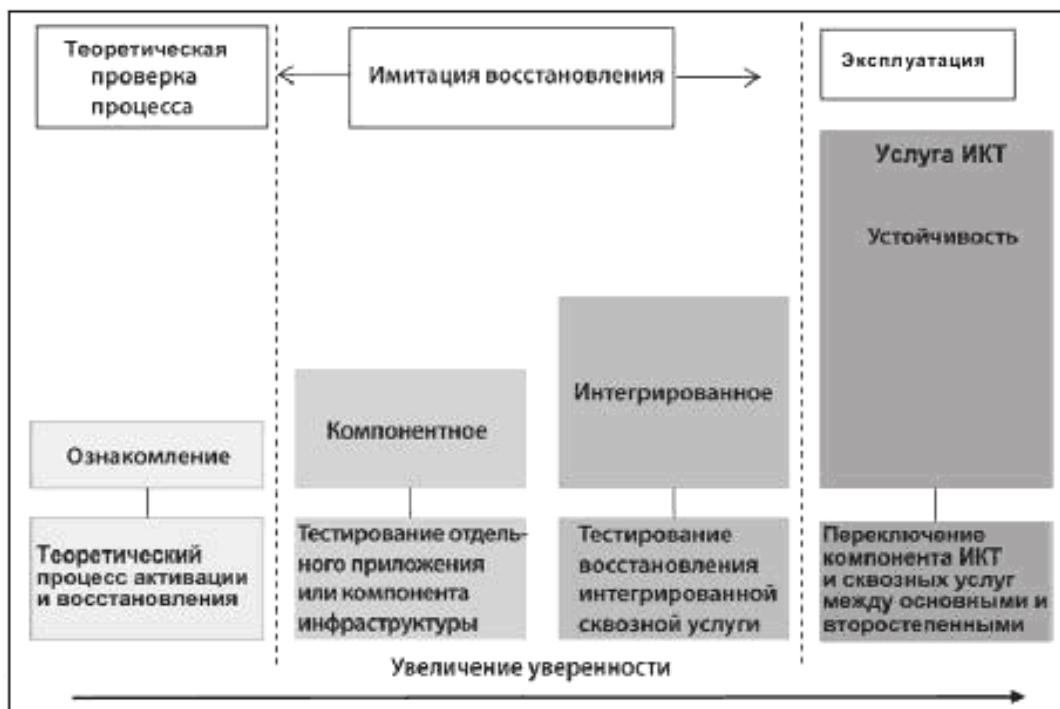 Теоретическая
проверка
процесса
Имитация восстановления
Эксплуатация
Услуга ИКТ
Устойчивость
Интегрированное
Компонентное
Ознакомление
Теоретический
процесс активации
и восстановления
Тестирование отдель-
ного приложения
или компонента
инфраструктуры
Тестирование
восстановления
интегрированной
сквозной услуги
Переключение
компонента ИКТ
и сквозных услуг
между основными и
второстепенными
Увеличение уверенности